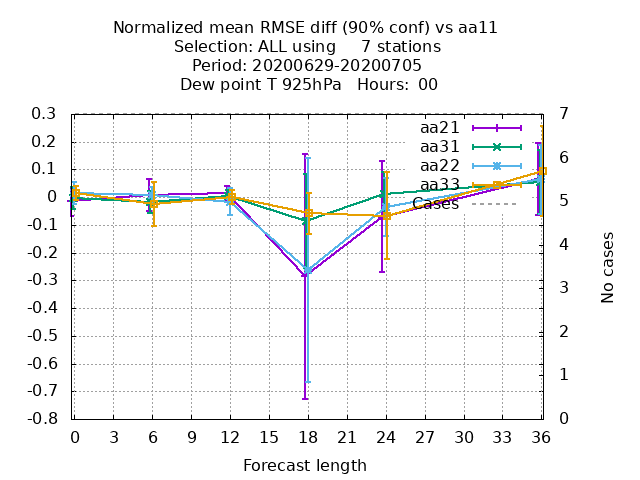 Normalized mean RMSE diff (90% conf) vs aa11
Selection: ALL using     7 stations
Period: 20200629-20200705
Dew point T 925hPa   Hours:  00
aa21
aa31
aa22
aa33
Cases
0.3
0.2
0.1
0
-0.1
-0.2
-0.3
-0.4
-0.5
-0.6
-0.7
-0.8
7
6
5
4
3
2
1
0
No cases
0 3 6 9 12 15 18 21 24 27 30 33 36
Forecast length